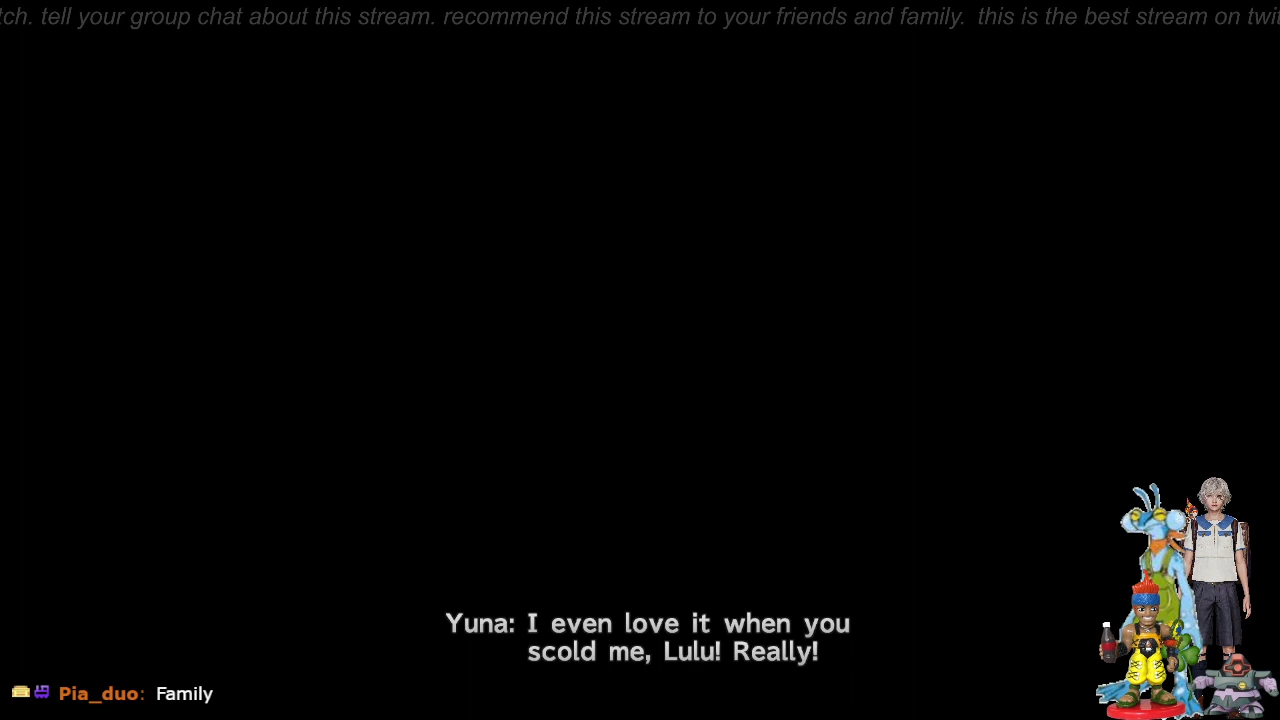 tch. tell your group chat about this stream. recommend this stream to your friends and family. this is the best stream on twi
Yuna: I even love it when you
scold me, Lulu! Really!
Pia_duo: Family